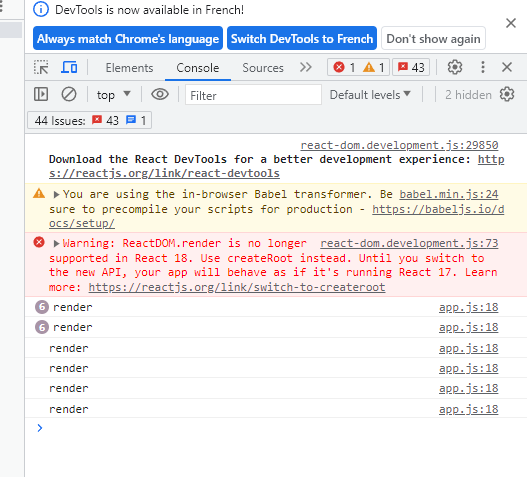 DevTools is now available in French!
Always match Chrome's language Switch DevTools to French Don't show again
Elements Console Sources 1 1 43
top Filter Default levels 2 hidden
44 Issues: 43 1
react-dom.development.js:29850
Download the React DevTools for a better development experience: htt
ps://reactjs.org/link/react-devtools
You are using the in-browser Babel transformer. Be babel.min.js:24
sure to precompile your scripts for production - https://babeljs.io/d
ocs/setup/
Warning: ReactDOM.render is no longer react-dom.development.js:73
supported in React 18. Use createRoot instead. Until you switch to
the new API, your app will behave as if it's running React 17. Learn
more: https://reactjs.org/link/switch-to-createroot
6 render app.js:18
6 render app.js:18
render app.js:18
render app.js:18
render app.js:18
render app.js:18